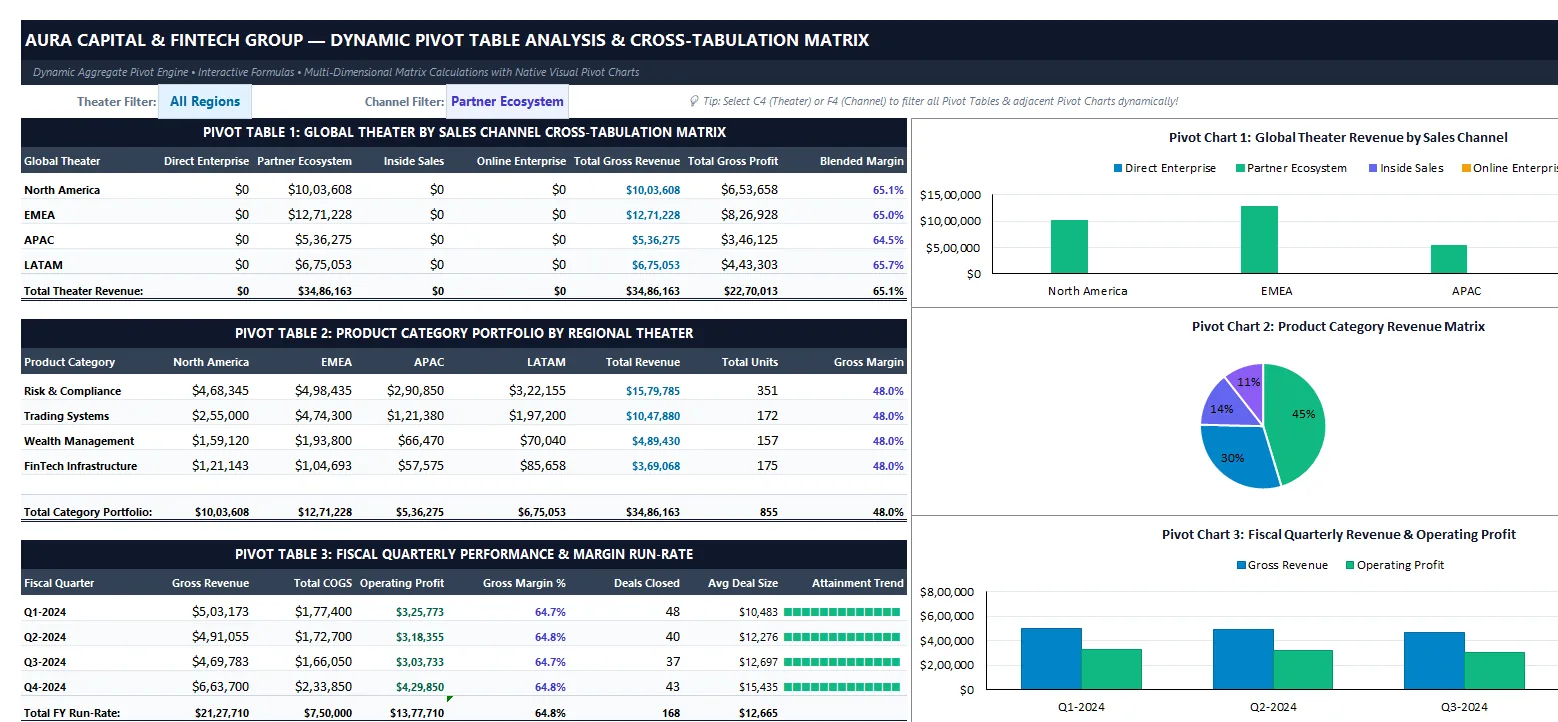 AURA CAPITAL & FINTECH GROUP — DYNAMIC PIVOT TABLE ANALYSIS & CROSS-TABULATION MATRIX
Dynamic Aggregate Pivot Engine • Interactive Formulas • Multi-Dimensional Matrix Calculations with Native Visual Pivot Charts
Theater Filter: All Regions Channel Filter: Partner Ecosystem Tip: Select C4 (Theater) or F4 (Channel) to filter all Pivot Tables & adjacent Pivot Charts dynamically!
PIVOT TABLE 1: GLOBAL THEATER BY SALES CHANNEL CROSS-TABULATION MATRIX
Global Theater Direct Enterprise Partner Ecosystem Inside Sales Online Enterprise Total Gross Revenue Total Gross Profit Blended Margin
North America $0 $10,03,608 $0 $0 $10,03,608 $6,53,658 65.1%
EMEA $0 $12,71,228 $0 $0 $12,71,228 $8,26,928 65.0%
APAC $0 $5,36,275 $0 $0 $5,36,275 $3,46,125 64.5%
LATAM $0 $6,75,053 $0 $0 $6,75,053 $4,43,303 65.7%
Total Theater Revenue: $0 $34,86,163 $0 $0 $34,86,163 $22,70,013 65.1%
Pivot Chart 1: Global Theater Revenue by Sales Channel
Direct Enterprise Partner Ecosystem Inside Sales Online Enterpris
$15,00,000
$10,00,000
$5,00,000
$0
North America EMEA APAC
PIVOT TABLE 2: PRODUCT CATEGORY PORTFOLIO BY REGIONAL THEATER
Product Category North America EMEA APAC LATAM Total Revenue Total Units Gross Margin
Risk & Compliance $4,68,345 $4,98,435 $2,90,850 $3,22,155 $15,79,785 351 48.0%
Trading Systems $2,55,000 $4,74,300 $1,21,380 $1,97,200 $10,47,880 172 48.0%
Wealth Management $1,59,120 $1,93,800 $66,470 $70,040 $4,89,430 157 48.0%
FinTech Infrastructure $1,21,143 $1,04,693 $57,575 $85,658 $3,69,068 175 48.0%
Total Category Portfolio: $10,03,608 $12,71,228 $5,36,275 $6,75,053 $34,86,163 855 48.0%
Pivot Chart 2: Product Category Revenue Matrix
11%
14% 45%
30%
PIVOT TABLE 3: FISCAL QUARTERLY PERFORMANCE & MARGIN RUN-RATE
Fiscal Quarter Gross Revenue Total COGS Operating Profit Gross Margin % Deals Closed Avg Deal Size Attainment Trend
Q1-2024 $5,03,173 $1,77,400 $3,25,773 64.7% 48 $10,483
Q2-2024 $4,91,055 $1,72,700 $3,18,355 64.8% 40 $12,276
Q3-2024 $4,69,783 $1,66,050 $3,03,733 64.7% 37 $12,697
Q4-2024 $6,63,700 $2,33,850 $4,29,850 64.8% 43 $15,435
Total FY Run-Rate: $21,27,710 $7,50,000 $13,77,710 64.8% 168 $12,665
Pivot Chart 3: Fiscal Quarterly Revenue & Operating Profit
Gross Revenue Operating Profit
$8,00,000
$6,00,000
$4,00,000
$2,00,000
$0
Q1-2024 Q2-2024 Q3-2024